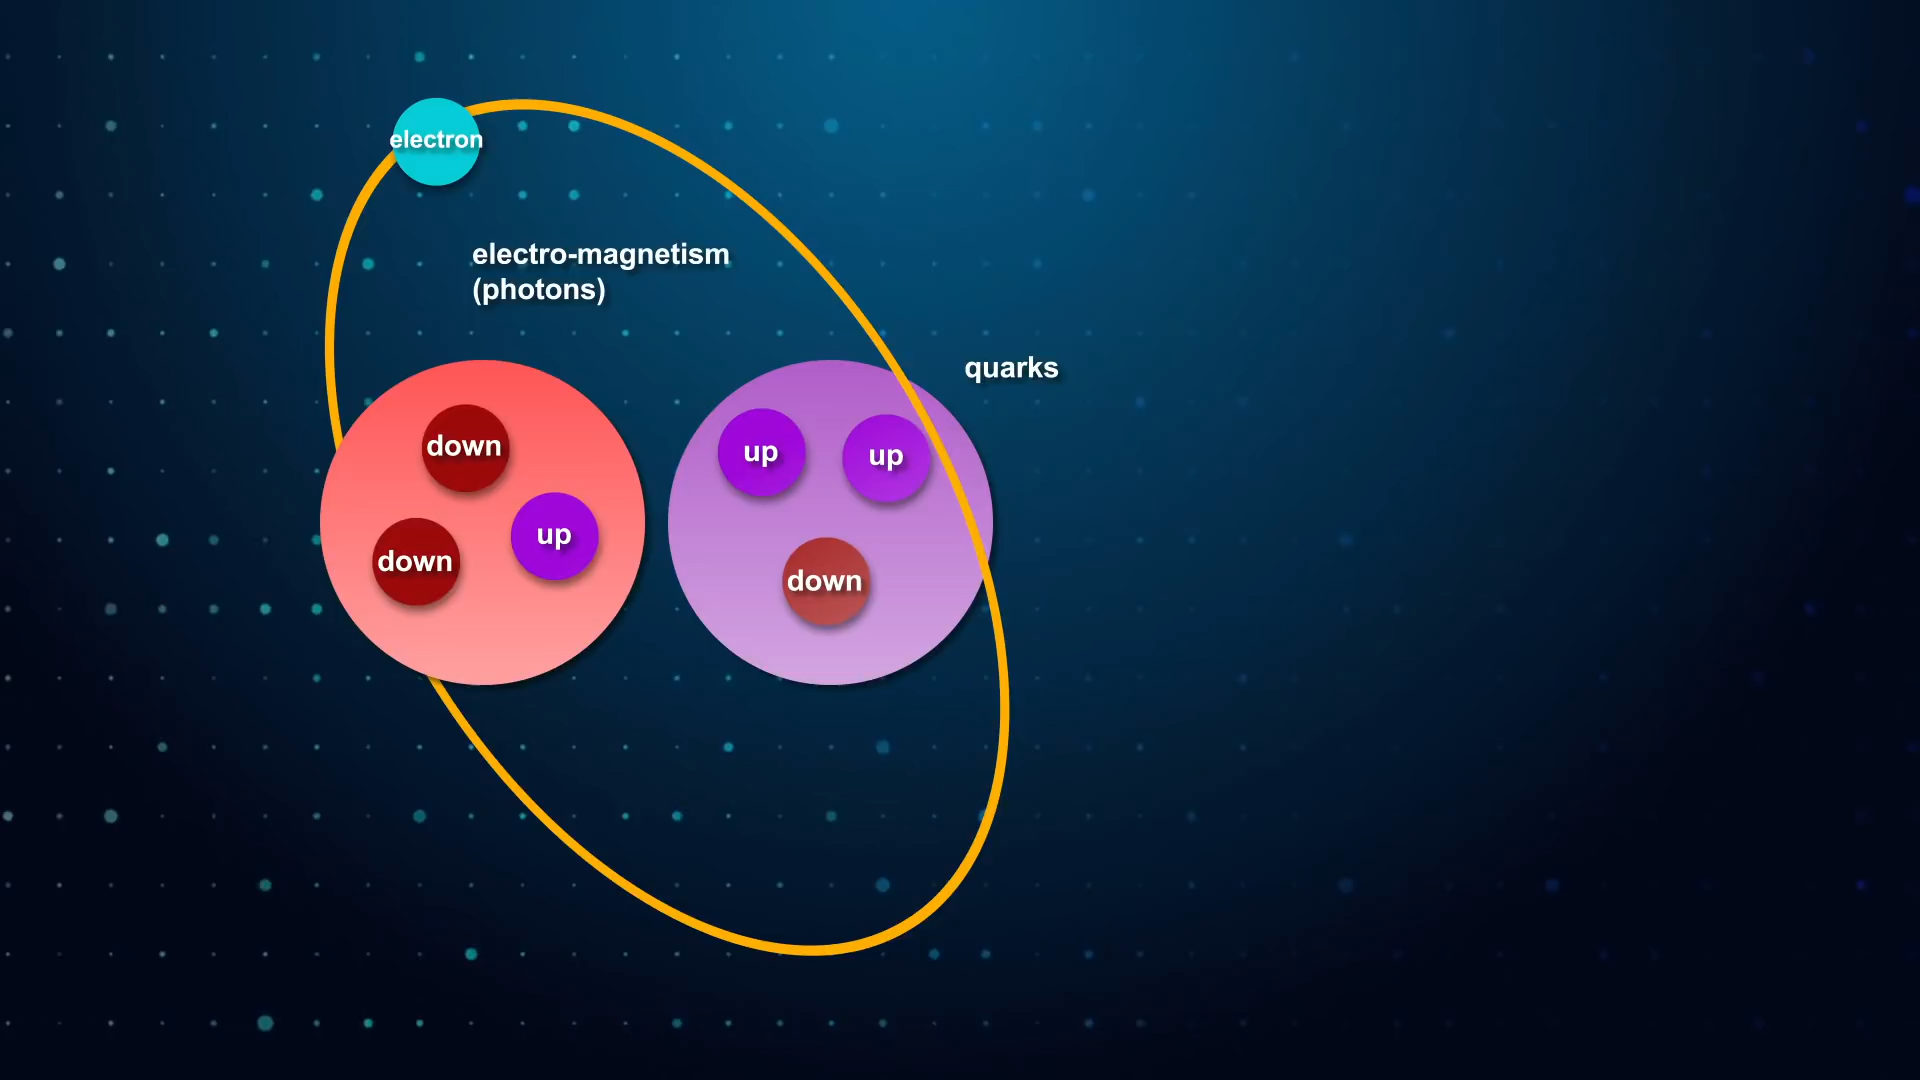 electron
electro-magnetism
(photons)
quarks
down
up
down
up
up
down